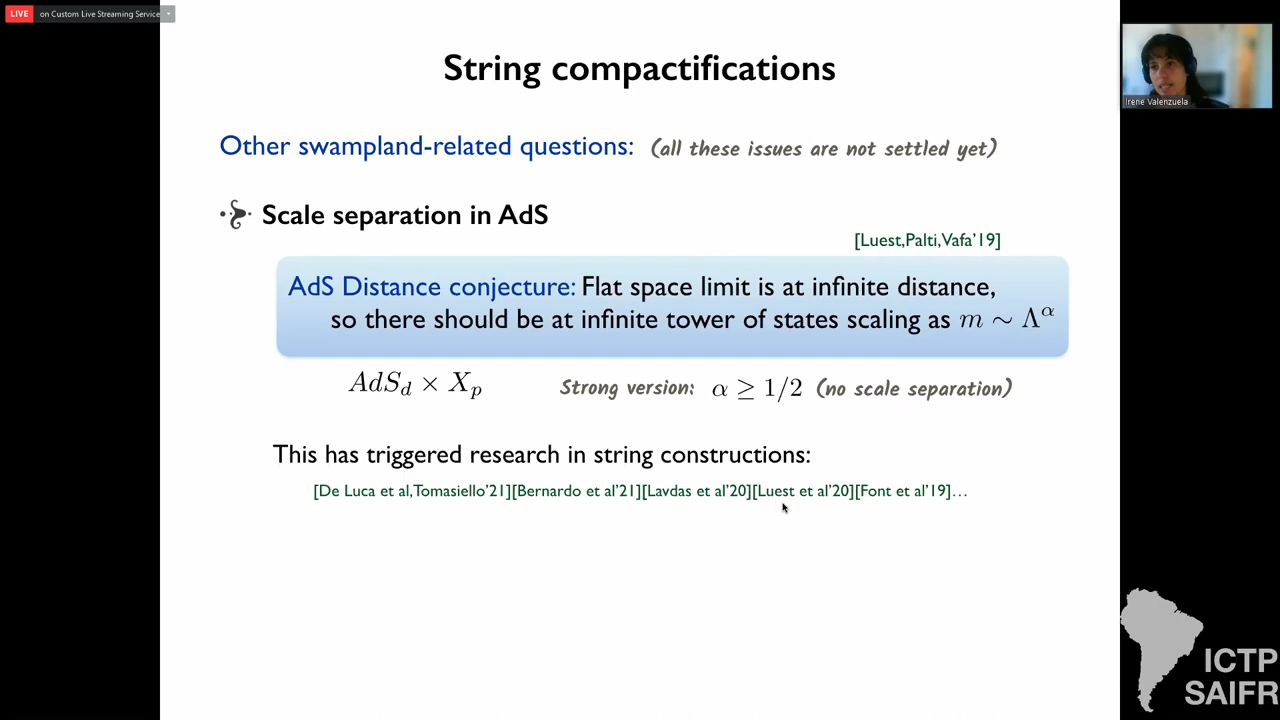 LIVE on Custom Live Streaming Service
String compactifications
Irene Valenzuela
Other swampland-related questions: (all these issues are not settled yet)
Scale separation in AdS
[Luest,Palti,Vafa'19]
AdS Distance conjecture: Flat space limit is at infinite distance,
so there should be at infinite tower of states scaling as m ∼ Λ^α
AdS_d × X_p Strong version: α ≥ 1/2 (no scale separation)
This has triggered research in string constructions:
[De Luca et al,Tomasiello'21][Bernardo et al'21][Lavdas et al'20][Luest et al'20][Font et al'19]…
ICTP
SAIFR